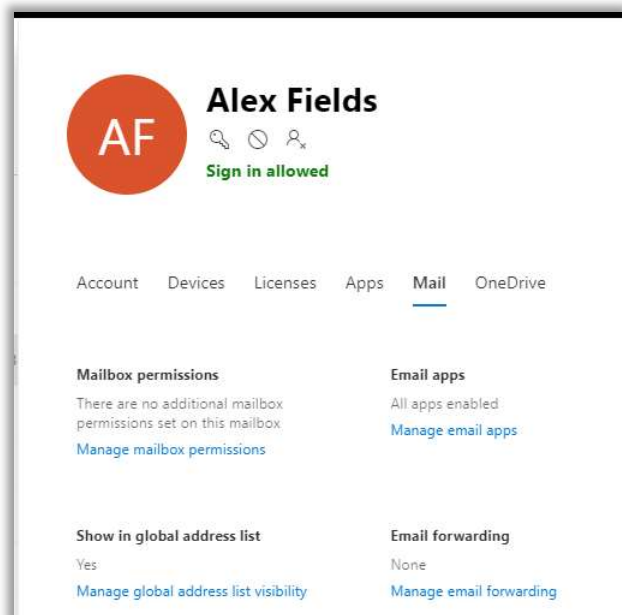 AF
Alex Fields
Sign in allowed
Account Devices Licenses Apps Mail OneDrive
Mailbox permissions
There are no additional mailbox
permissions set on this mailbox
Manage mailbox permissions
Email apps
All apps enabled
Manage email apps
Show in global address list
Yes
Manage global address list visibility
Email forwarding
None
Manage email forwarding